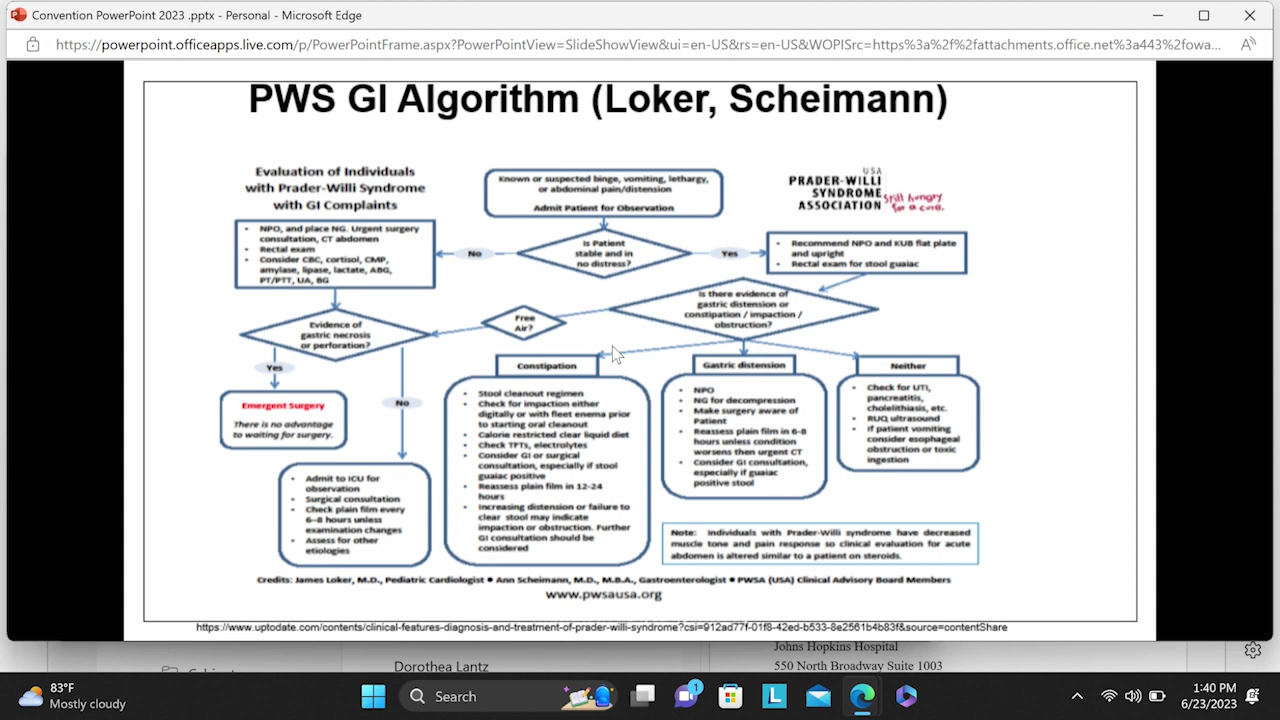 Convention PowerPoint 2023 .pptx - Personal - Microsoft Edge
https://powerpoint.officeapps.live.com/p/PowerPointFrame.aspx?PowerPointView=SlideShowView&ui=en-US&rs=en-US&WOPISrc=https%3a%2f%2fattachments.office.net%3a443%2fowa...
PWS GI Algorithm (Loker, Scheimann)
Evaluation of Individuals
with Prader-Willi Syndrome
with GI Complaints
Known or suspected binge, vomiting, lethargy,
or abdominal pain/distension
Admit Patient for Observation
USA
PRADER-WILLI
SYNDROME
ASSOCIATION
Still hungry
for a cure.
• NPO, and place NG. Urgent surgery
consultation, CT abdomen
• Rectal exam
• Consider CBC, cortisol, CMP,
amylase, lipase, lactate, ABG,
PT/PTT, UA, BG
No
Is Patient
stable and in
no distress?
Yes
• Recommend NPO and KUB flat plate
and upright
• Rectal exam for stool guaiac
Is there evidence of
gastric distension or
constipation / impaction /
obstruction?
Free
Air?
Evidence of
gastric necrosis
or perforation?
Yes
No
Emergent Surgery
There is no advantage
to waiting for surgery.
• Admit to ICU for
observation
• Surgical consultation
• Check plain film every
6–8 hours unless
examination changes
• Assess for other
etiologies
Constipation
• Stool cleanout regimen
• Check for impaction either
digitally or with fleet enema prior
to starting oral cleanout
• Calorie restricted clear liquid diet
• Check TFTs, electrolytes
• Consider GI or surgical
consultation, especially if stool
guaiac positive
• Reassess plain film in 12-24
hours
• Increasing distension or failure to
clear stool may indicate
impaction or obstruction. Further
GI consultation should be
considered
Gastric distension
• NPO
• NG for decompression
• Make surgery aware of
Patient
• Reassess plain film in 6-8
hours unless condition
worsens then urgent CT
• Consider GI consultation,
especially if guaiac
positive stool
Neither
• Check for UTI,
pancreatitis,
cholelithiasis, etc.
• RUQ ultrasound
• If patient vomiting
consider esophageal
obstruction or toxic
ingestion
Note: Individuals with Prader-Willi syndrome have decreased
muscle tone and pain response so clinical evaluation for acute
abdomen is altered similar to a patient on steroids.
Credits: James Loker, M.D., Pediatric Cardiologist • Ann Scheimann, M.D., M.B.A., Gastroenterologist • PWSA (USA) Clinical Advisory Board Members
www.pwsausa.org
https://www.uptodate.com/contents/clinical-features-diagnosis-and-treatment-of-prader-willi-syndrome?csi=912ad77f-01f8-42ed-b533-8e2561b4b83f&source=contentShare
Dorothea Lantz
Johns Hopkins Hospital
550 North Broadway Suite 1003
83°F
Mostly cloudy
Search
1
1:40 PM
6/23/2023